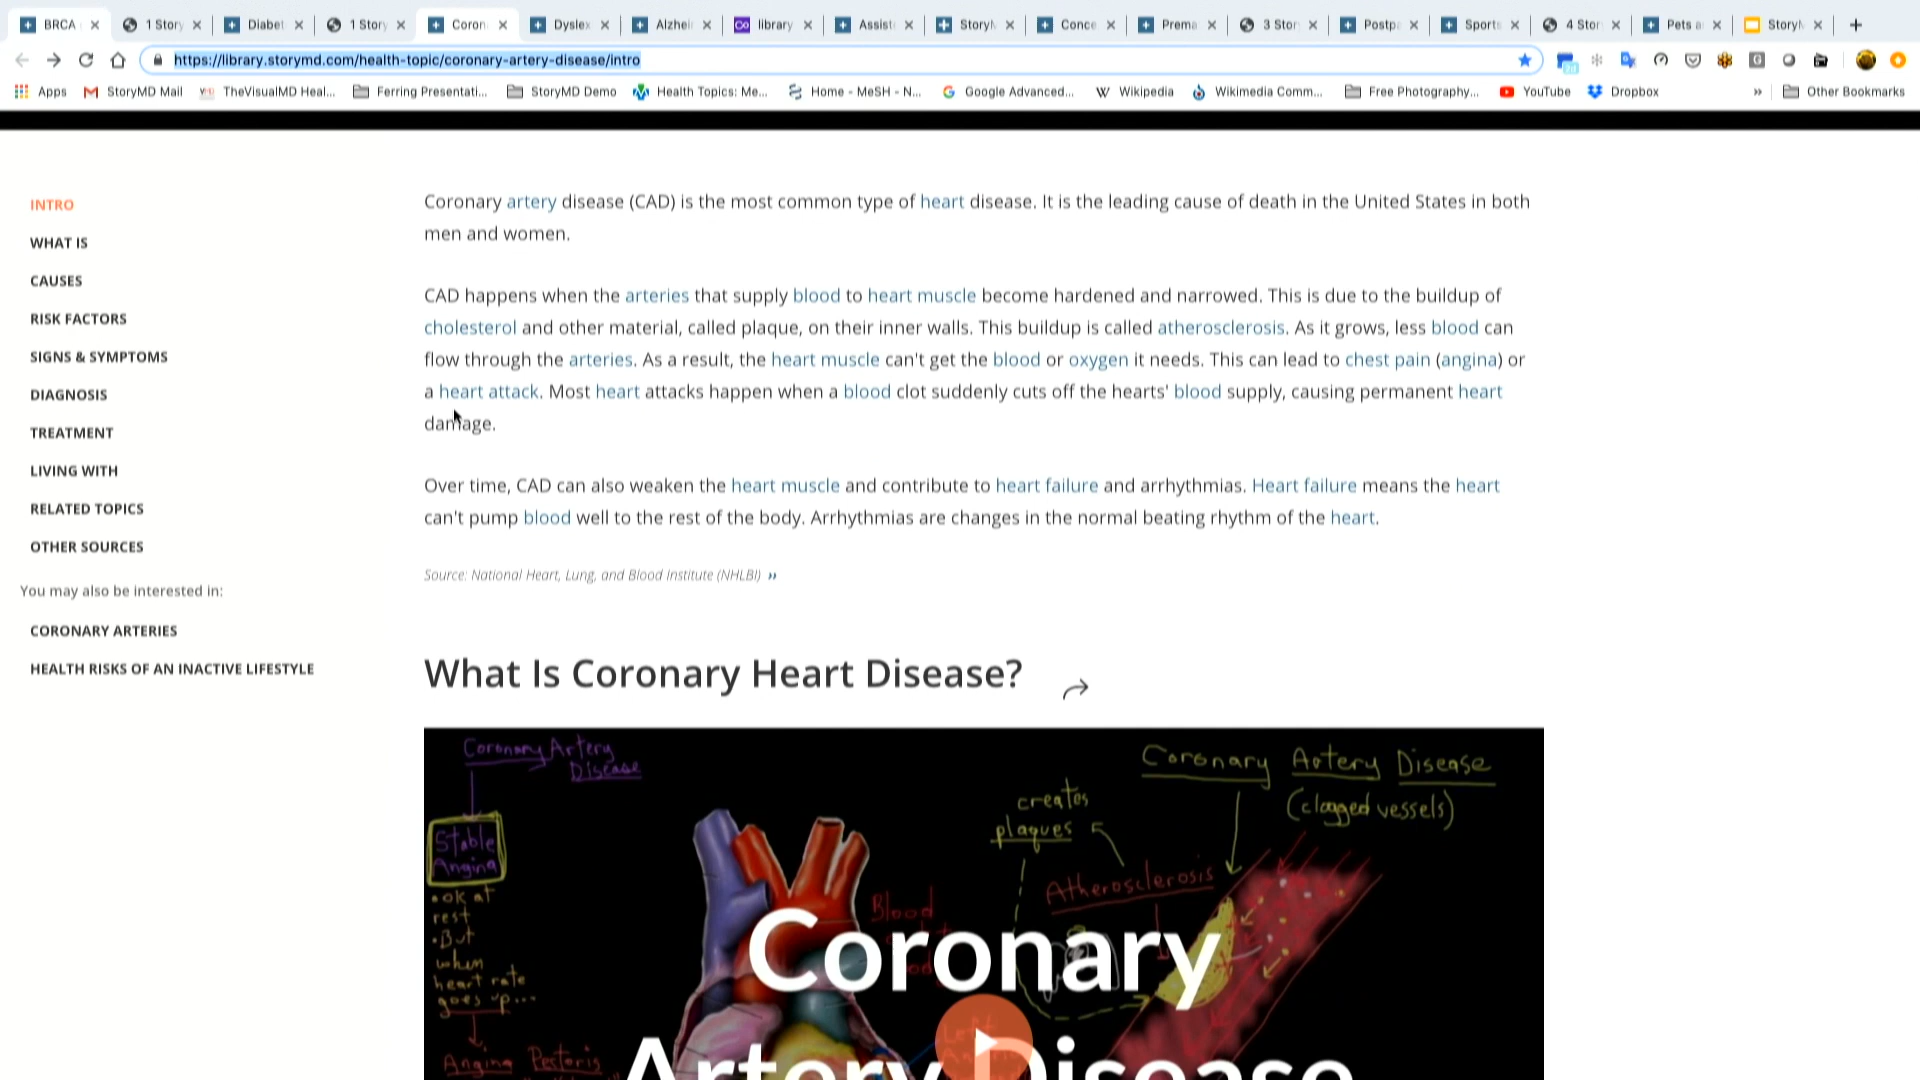 BRCA
1 Story
Diabet
1 Story
Coron
Dyslex
Alzhei
library
Assist
StoryM
Conce
Prema
3 Stor
Postp
Sports
4 Stor
Pets a
StoryM
https://library.storymd.com/health-topic/coronary-artery-disease/intro
Apps
StoryMD Mail
TheVisualMD Heal...
Ferring Presentati...
StoryMD Demo
Health Topics: Me...
Home - MeSH - N...
Google Advanced...
Wikipedia
Wikimedia Comm...
Free Photography...
YouTube
Dropbox
»
Other Bookmarks
INTRO
WHAT IS
CAUSES
RISK FACTORS
SIGNS & SYMPTOMS
DIAGNOSIS
TREATMENT
LIVING WITH
RELATED TOPICS
OTHER SOURCES
You may also be interested in:
CORONARY ARTERIES
HEALTH RISKS OF AN INACTIVE LIFESTYLE
Coronary artery disease (CAD) is the most common type of heart disease. It is the leading cause of death in the United States in both
men and women.
CAD happens when the arteries that supply blood to heart muscle become hardened and narrowed. This is due to the buildup of
cholesterol and other material, called plaque, on their inner walls. This buildup is called atherosclerosis. As it grows, less blood can
flow through the arteries. As a result, the heart muscle can't get the blood or oxygen it needs. This can lead to chest pain (angina) or
a heart attack. Most heart attacks happen when a blood clot suddenly cuts off the hearts' blood supply, causing permanent heart
damage.
Over time, CAD can also weaken the heart muscle and contribute to heart failure and arrhythmias. Heart failure means the heart
can't pump blood well to the rest of the body. Arrhythmias are changes in the normal beating rhythm of the heart.
Source: National Heart, Lung, and Blood Institute (NHLBI) »
What Is Coronary Heart Disease?
Coronary Artery
Disease
Stable
Angina
•ok at
rest
•But
when
heart rate
goes up...
Angina Pectoris
creates
plaques
Coronary Artery Disease
(clogged vessels)
Atherosclerosis
Blood
Coronary
Artery Disease